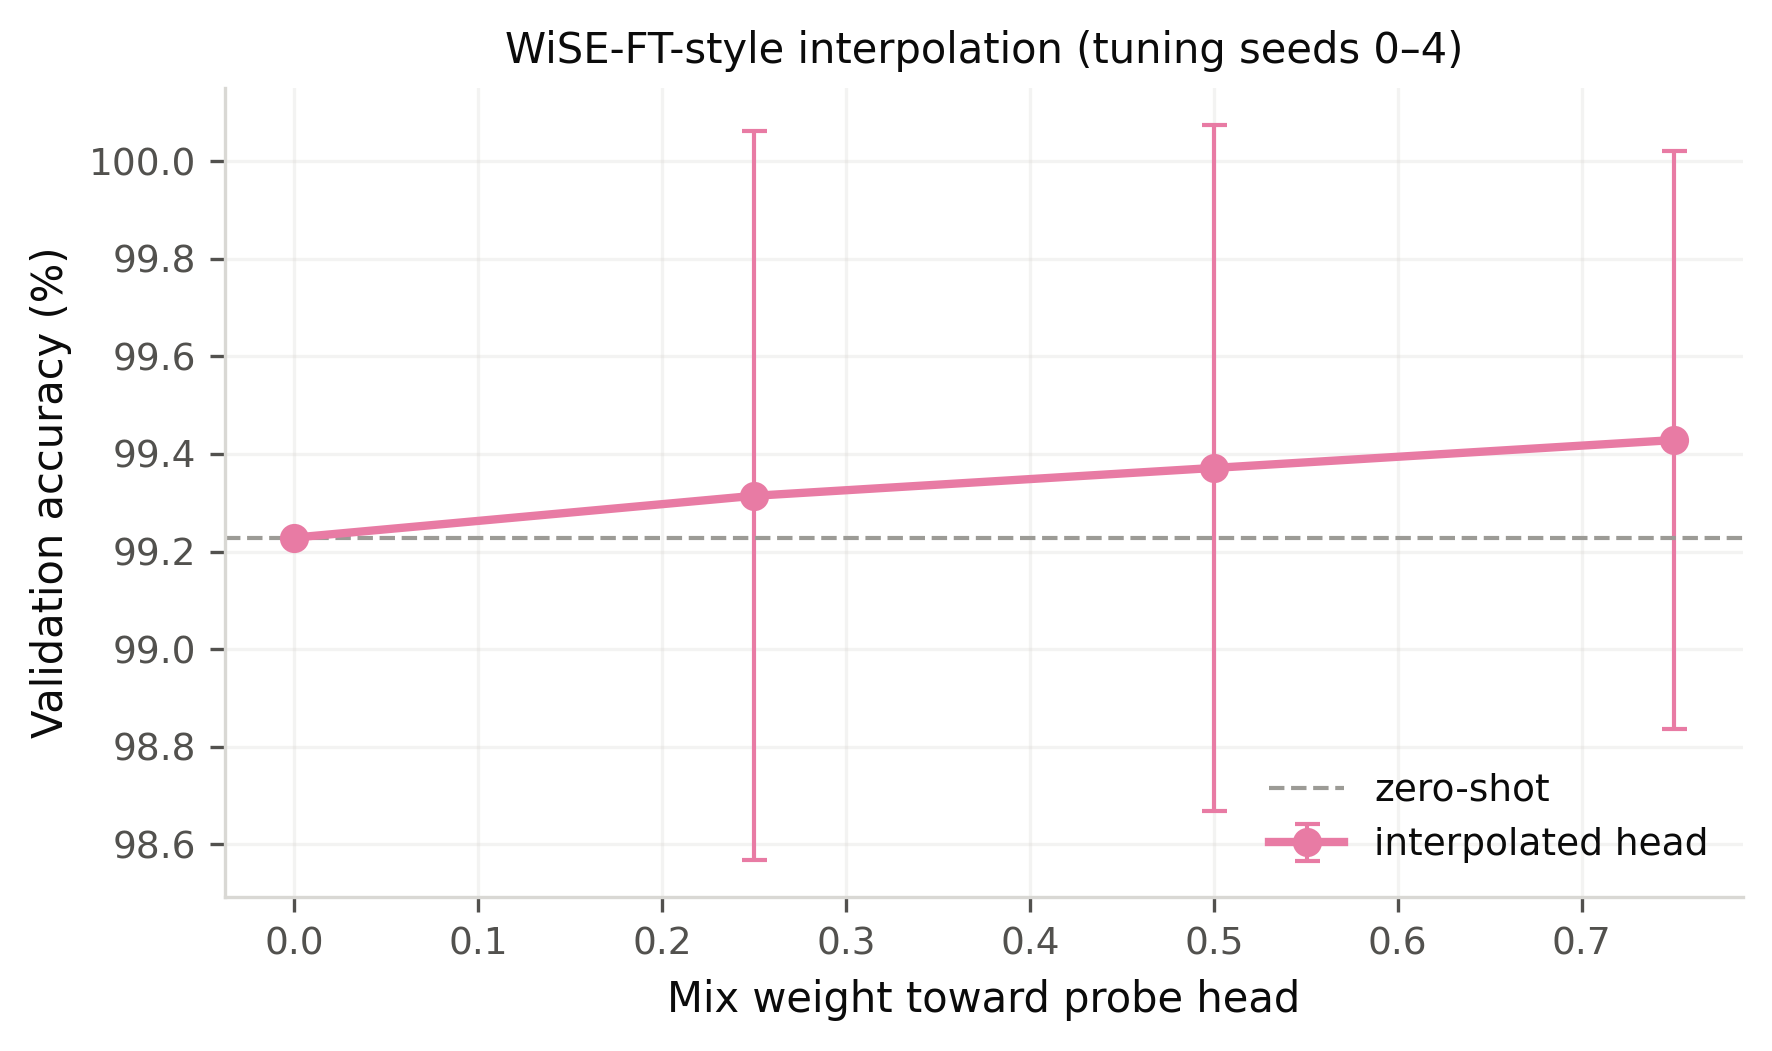 WiSE-FT-style interpolation (tuning seeds 0–4)
Validation accuracy (%)
100.0
99.8
99.6
99.4
99.2
99.0
98.8
98.6
zero-shot
interpolated head
0.0 0.1 0.2 0.3 0.4 0.5 0.6 0.7
Mix weight toward probe head